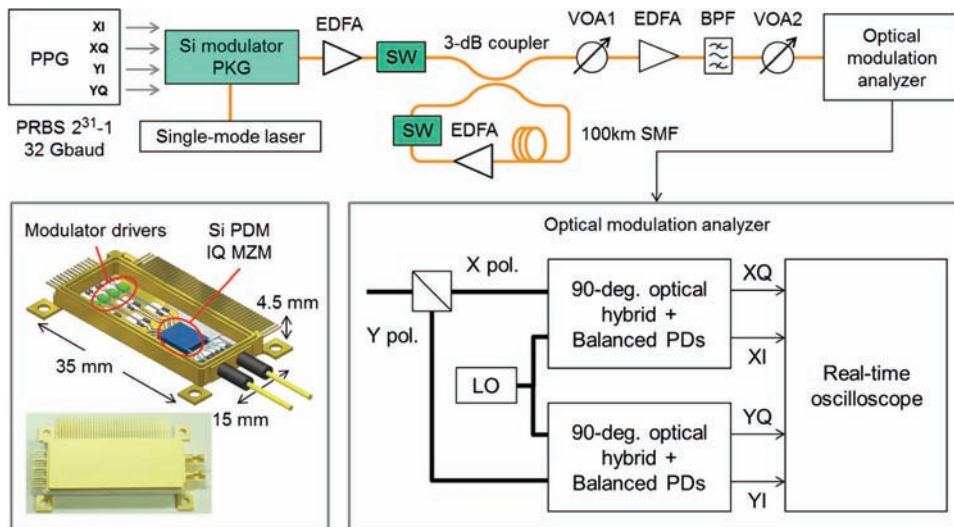 PPG
XI
XQ
YI
YQ
PRBS 2³¹-1
32 Gbaud
Si modulator
PKG
Single-mode laser
EDFA
SW
3-dB coupler
SW
EDFA
100km SMF
VOA1
EDFA
BPF
VOA2
Optical
modulation
analyzer
Modulator drivers
Si PDM
IQ MZM
4.5 mm
35 mm
15 mm
Optical modulation analyzer
X pol.
Y pol.
LO
90-deg. optical
hybrid +
Balanced PDs
XQ
XI
90-deg. optical
hybrid +
Balanced PDs
YQ
YI
Real-time
oscilloscope